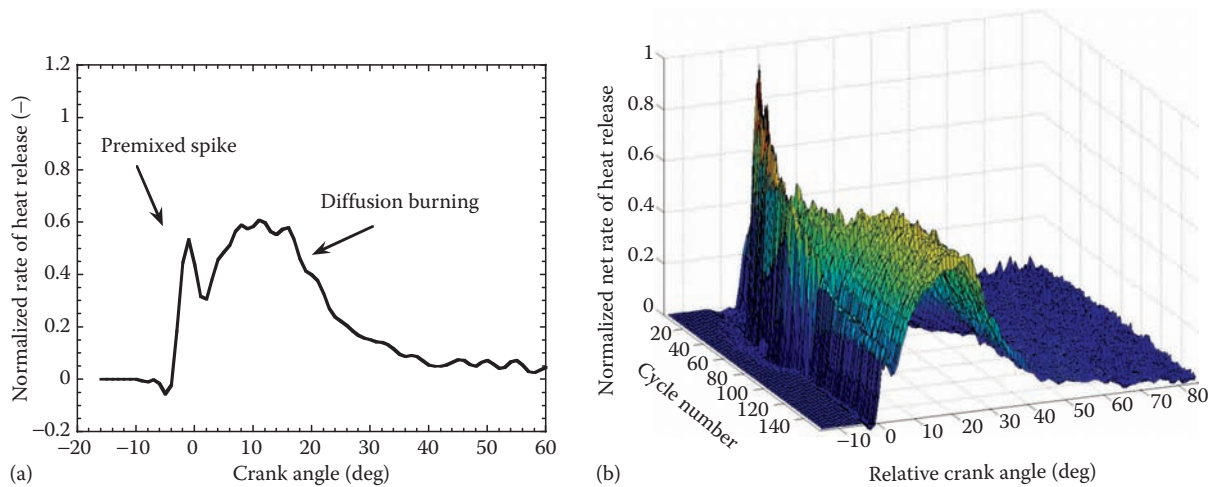 1.2
1
0.8
0.6
0.4
0.2
0
−0.2
Normalized rate of heat release (−)
Premixed spike
Diffusion burning
−20 −10 0 10 20 30 40 50 60
(a)
Crank angle (deg)
1
0.8
0.6
0.4
0.2
0
Normalized net rate of heat release
20
40
60
80
100
120
140
Cycle number
−10 0 10 20 30 40 50 60 70 80
(b)
Relative crank angle (deg)